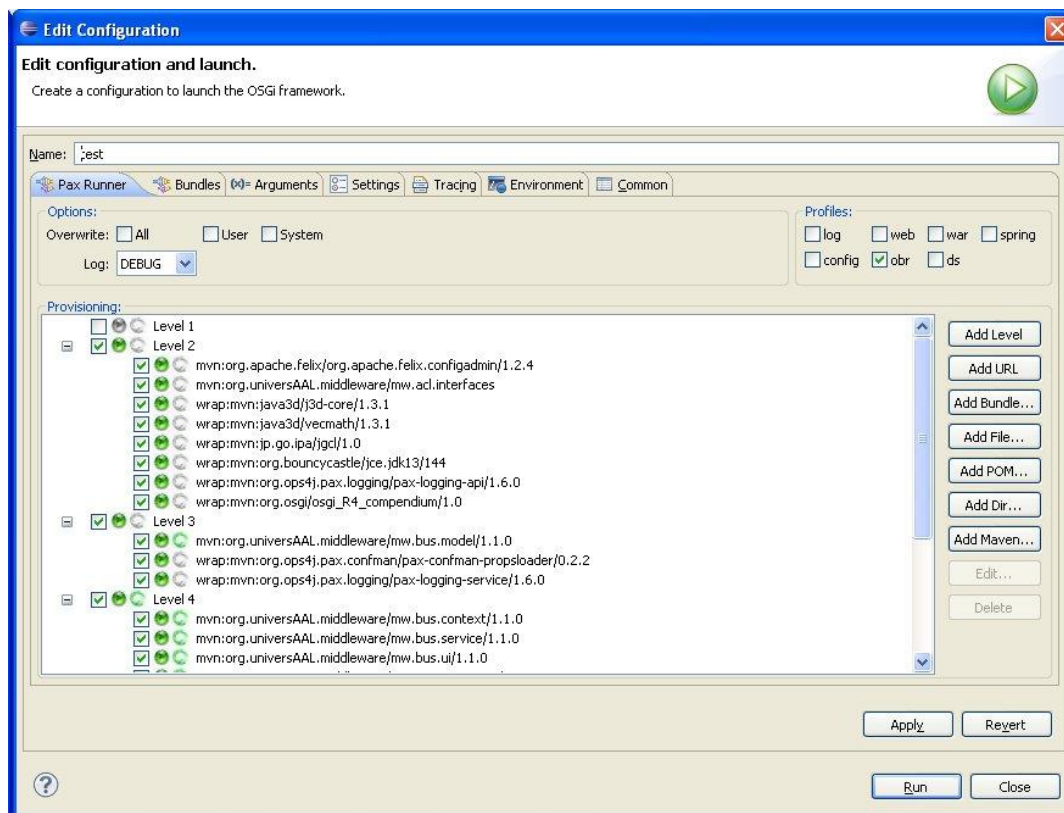 Edit Configuration
Edit configuration and launch.
Create a configuration to launch the OSGi framework.
Name: test
Pax Runner Bundles (x)= Arguments Settings Tracing Environment Common
Options:
Overwrite: All User System
Log: DEBUG
Profiles:
log web war spring
config obr ds
Provisioning:
Level 1
Level 2
mvn:org.apache.felix/org.apache.felix.configadmin/1.2.4
mvn:org.universAAL.middleware/mw.acl.interfaces
wrap:mvn:java3d/j3d-core/1.3.1
wrap:mvn:java3d/vecmath/1.3.1
wrap:mvn:jp.go.ipa/jgcl/1.0
wrap:mvn:org.bouncycastle/jce.jdk13/144
wrap:mvn:org.ops4j.pax.logging/pax-logging-api/1.6.0
wrap:mvn:org.osgi/osgi_R4_compendium/1.0
Level 3
mvn:org.universAAL.middleware/mw.bus.model/1.1.0
wrap:mvn:org.ops4j.pax.confman/pax-confman-propsloader/0.2.2
wrap:mvn:org.ops4j.pax.logging/pax-logging-service/1.6.0
Level 4
mvn:org.universAAL.middleware/mw.bus.context/1.1.0
mvn:org.universAAL.middleware/mw.bus.service/1.1.0
mvn:org.universAAL.middleware/mw.bus.ui/1.1.0
Add Level
Add URL
Add Bundle...
Add File...
Add POM...
Add Dir...
Add Maven...
Edit...
Delete
Apply Revert
? Run Close